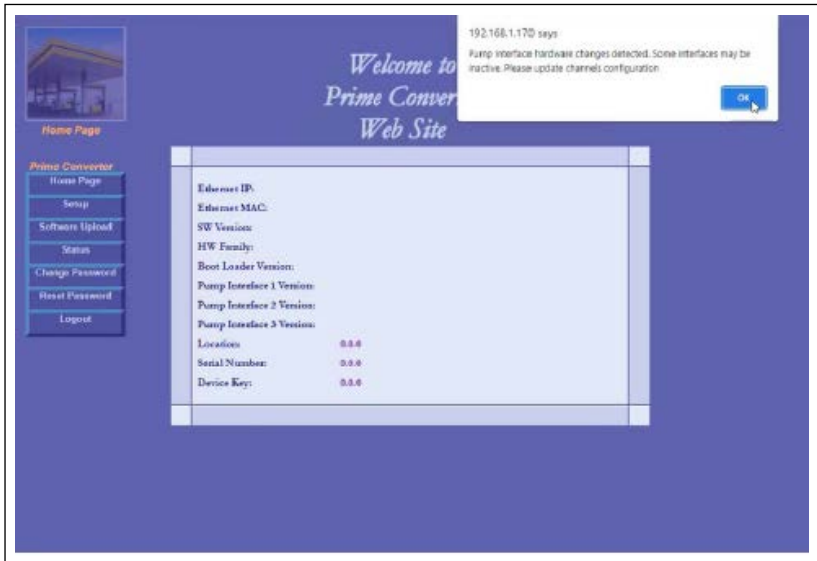 192.168.1.170 says
Pump interface hardware changes detected. Some interfaces may be
inactive. Please update channels configuration
OK
Welcome to
Prime Conver
Web Site
Home Page
Prime Converter
Home Page
Setup
Software Upload
Status
Change Password
Reset Password
Logout
Ethernet IP:
Ethernet MAC:
SW Version:
HW Family:
Boot Loader Version:
Pump Interface 1 Version:
Pump Interface 2 Version:
Pump Interface 3 Version:
Location: 0.0.0
Serial Number: 0.0.0
Device Key: 0.0.0